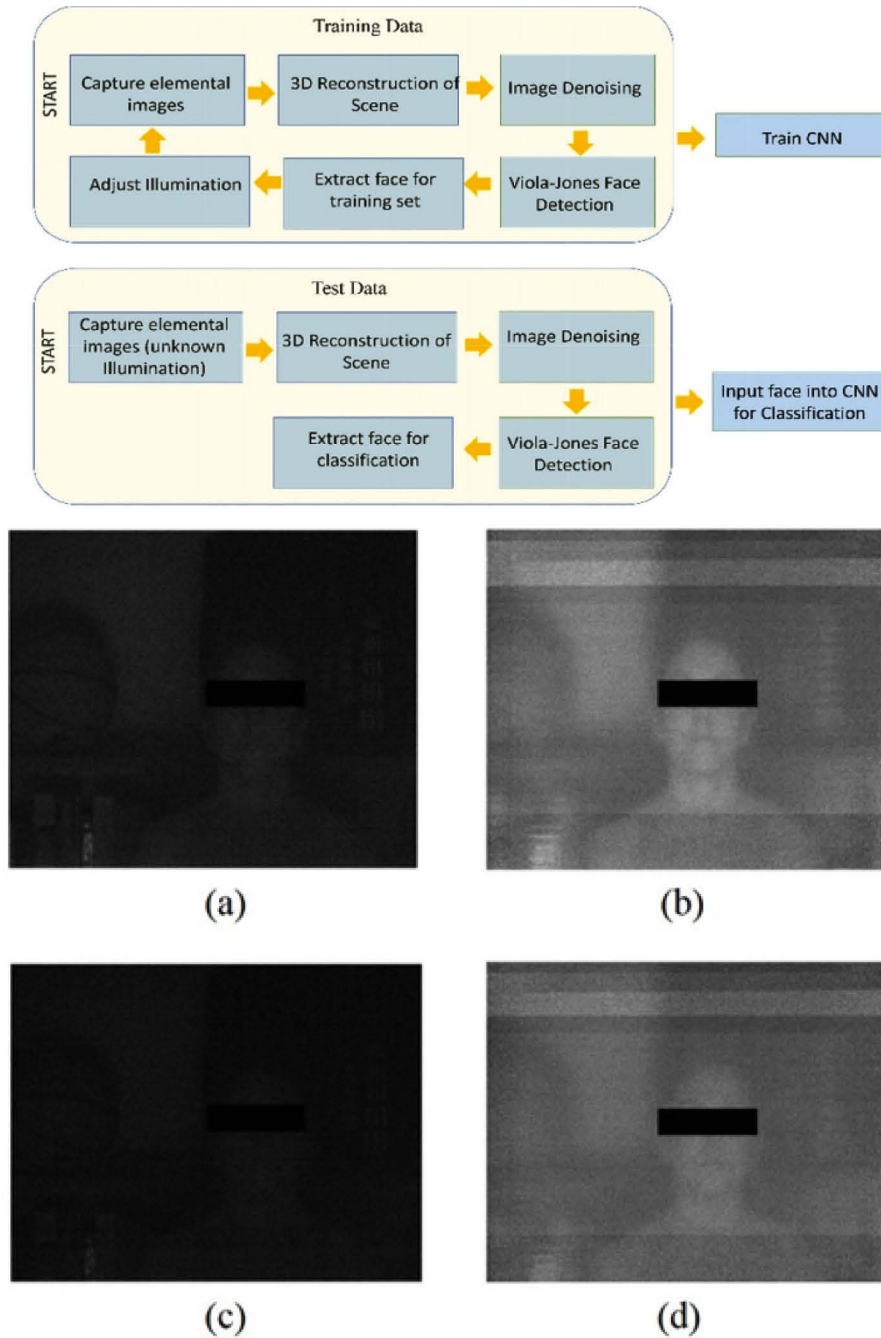 Training Data
START
Capture elemental
images
3D Reconstruction of
Scene
Image Denoising
Train CNN
Adjust Illumination
Extract face for
training set
Viola-Jones Face
Detection
Test Data
START
Capture elemental
images (unknown
Illumination)
3D Reconstruction of
Scene
Image Denoising
Input face into CNN
for Classification
Extract face for
classification
Viola-Jones Face
Detection
(a)
(b)
(c)
(d)